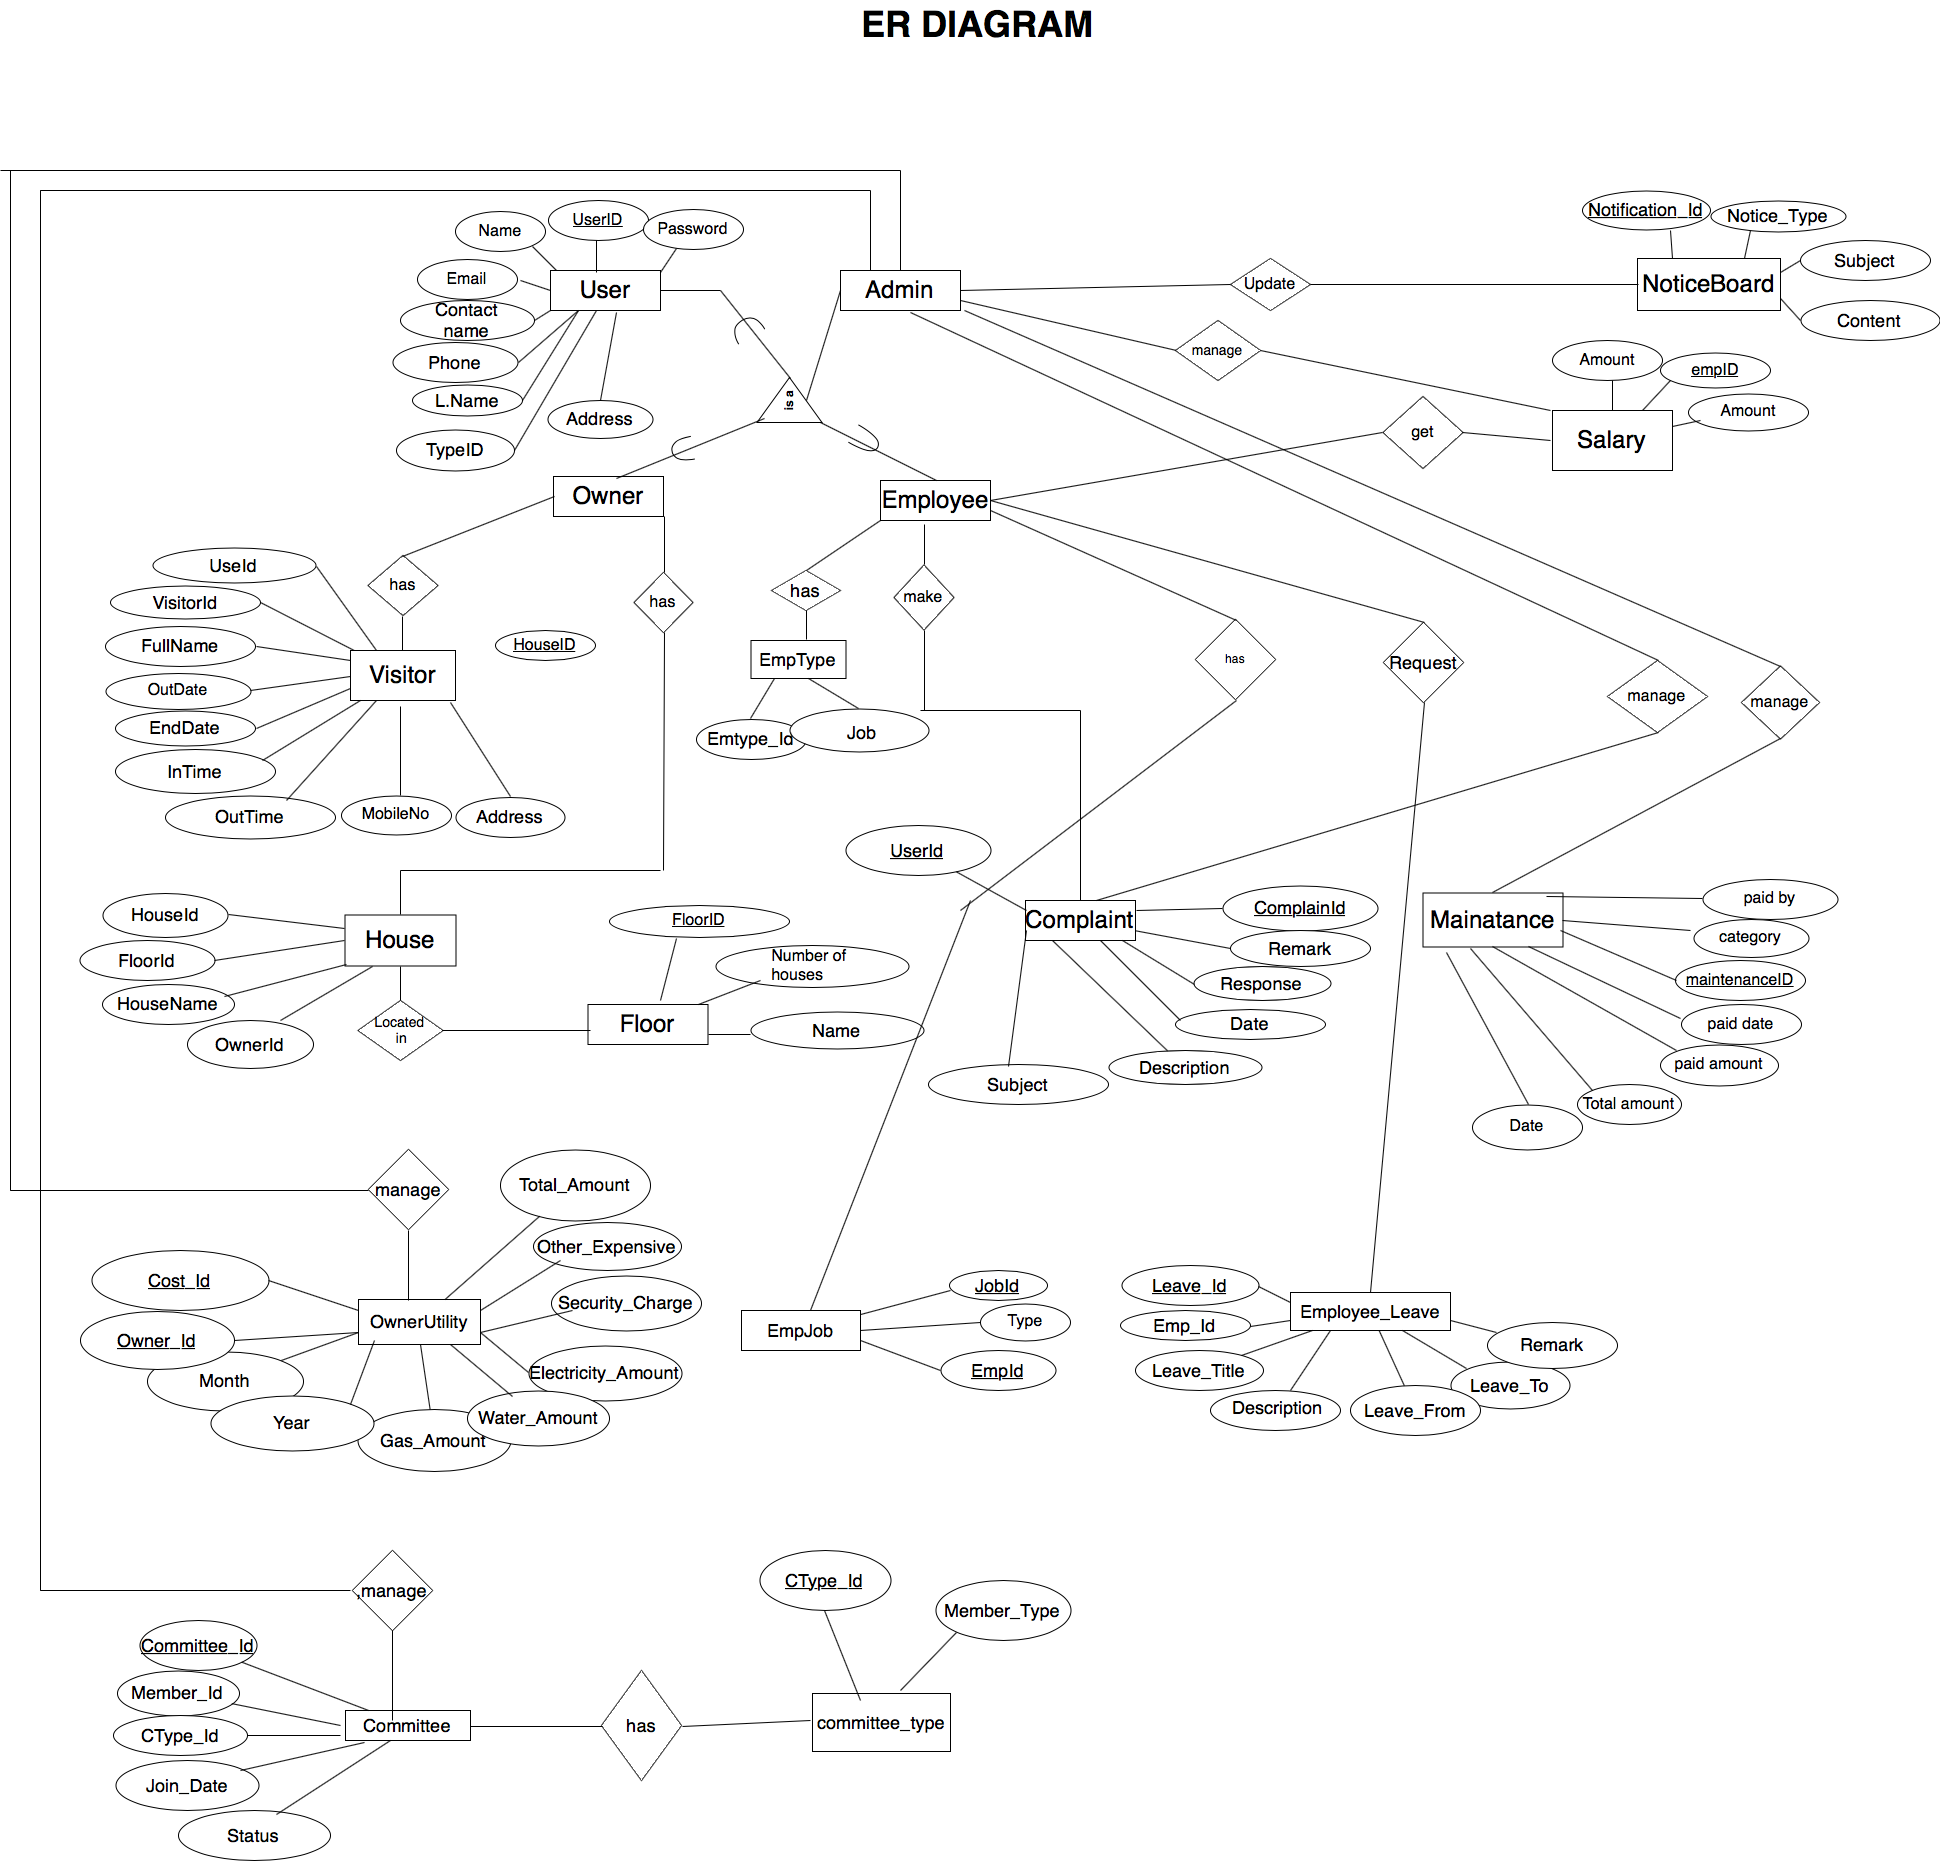 ER DIAGRAM
UserID
Name
Password
Email
User
Contact
name
Phone
L.Name
TypeID
Address
is a
Admin
Update
Notification_Id
Notice_Type
Subject
NoticeBoard
Content
manage
Amount
empID
Amount
get
Salary
Owner
Employee
has
has
has
make
has
Request
manage
manage
UseId
VisitorId
FullName
OutDate
EndDate
InTime
OutTime
MobileNo
Address
Visitor
HouseID
EmpType
Emtype_Id
Job
UserId
Complaint
ComplainId
Remark
Response
Date
Description
Subject
Mainatance
paid by
category
maintenanceID
paid date
paid amount
Total amount
Date
HouseId
FloorId
HouseName
OwnerId
House
Located
in
FloorID
Number of
houses
Floor
Name
manage
Total_Amount
Other_Expensive
Security_Charge
Electricity_Amount
Water_Amount
Gas_Amount
Year
Month
Owner_Id
Cost_Id
OwnerUtility
EmpJob
JobId
Type
EmpId
Leave_Id
Emp_Id
Leave_Title
Description
Leave_From
Leave_To
Remark
Employee_Leave
,manage
Committee_Id
Member_Id
CType_Id
Join_Date
Status
Committee
has
CType_Id
Member_Type
committee_type